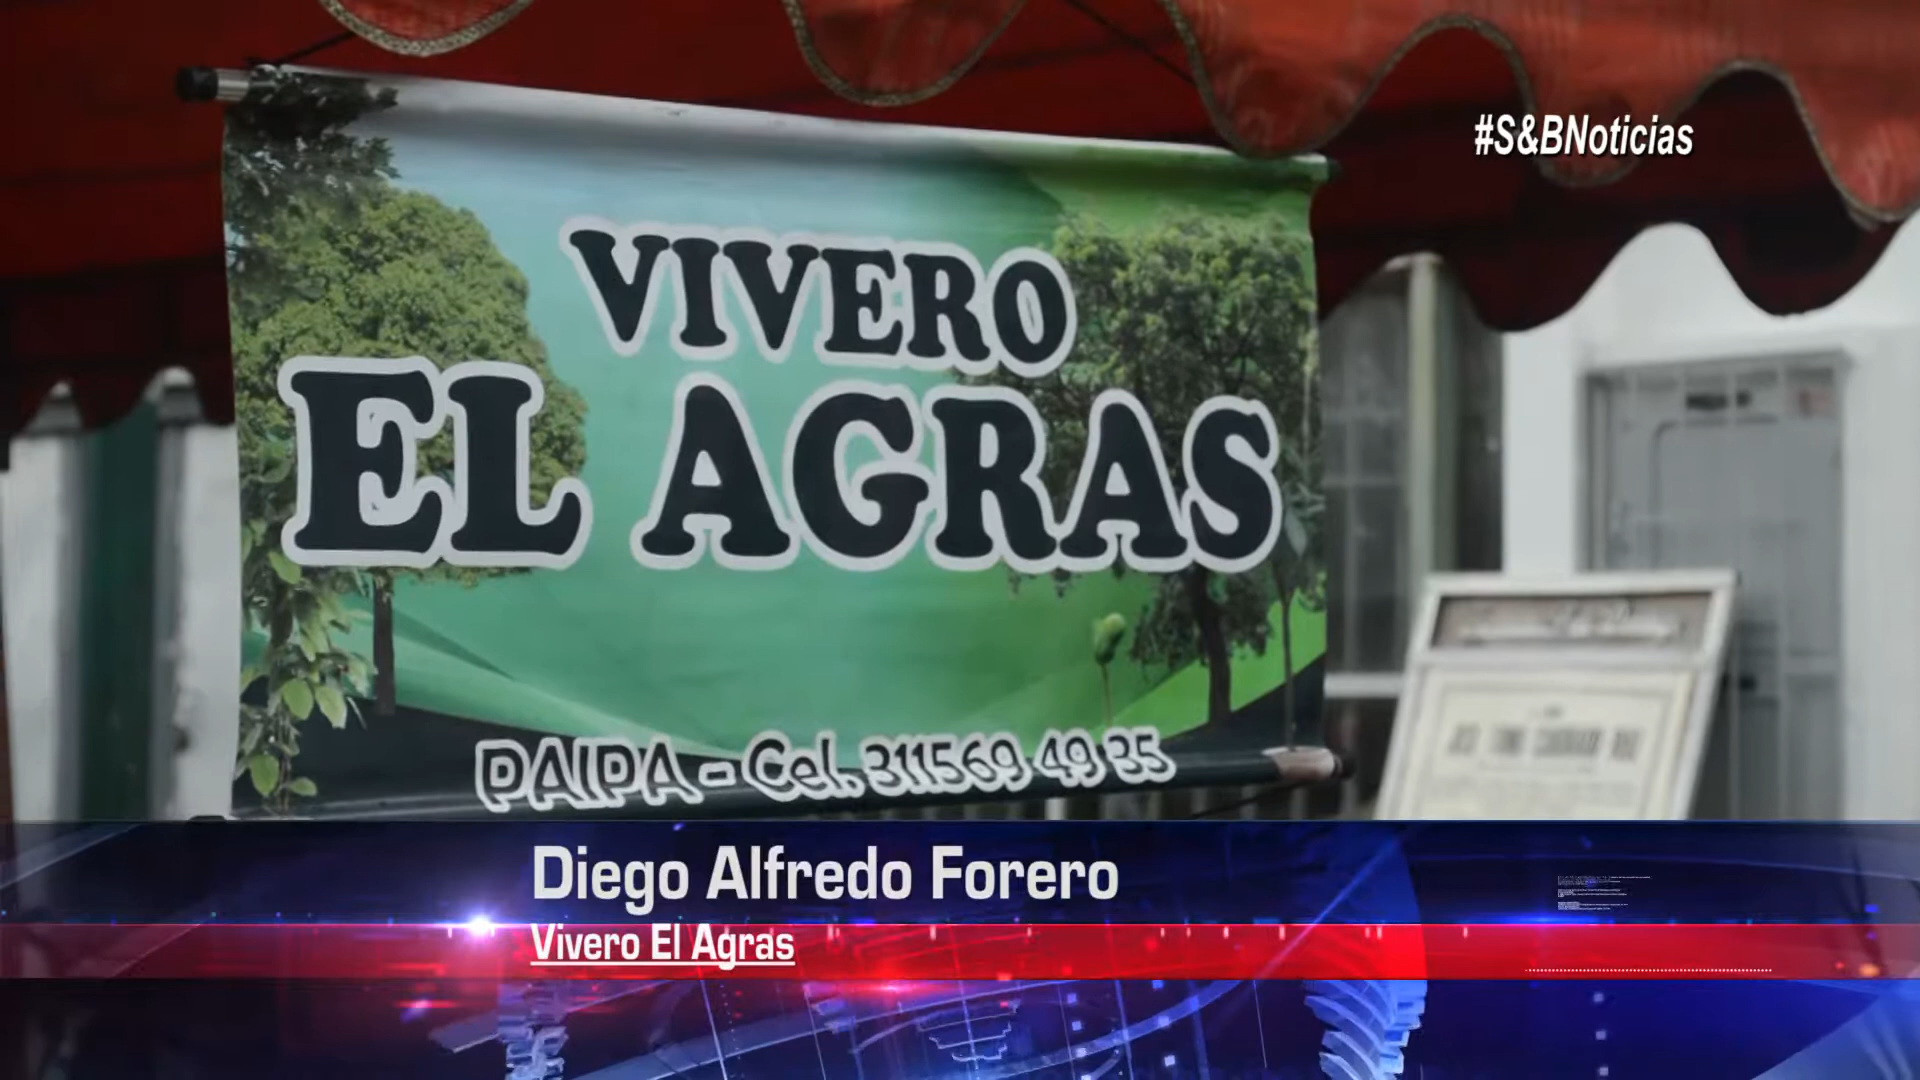 #S&BNoticias
VIVERO
EL AGRAS
PAIPA - Cel. 311569 49 35
Diego Alfredo Forero
Vivero El Agras